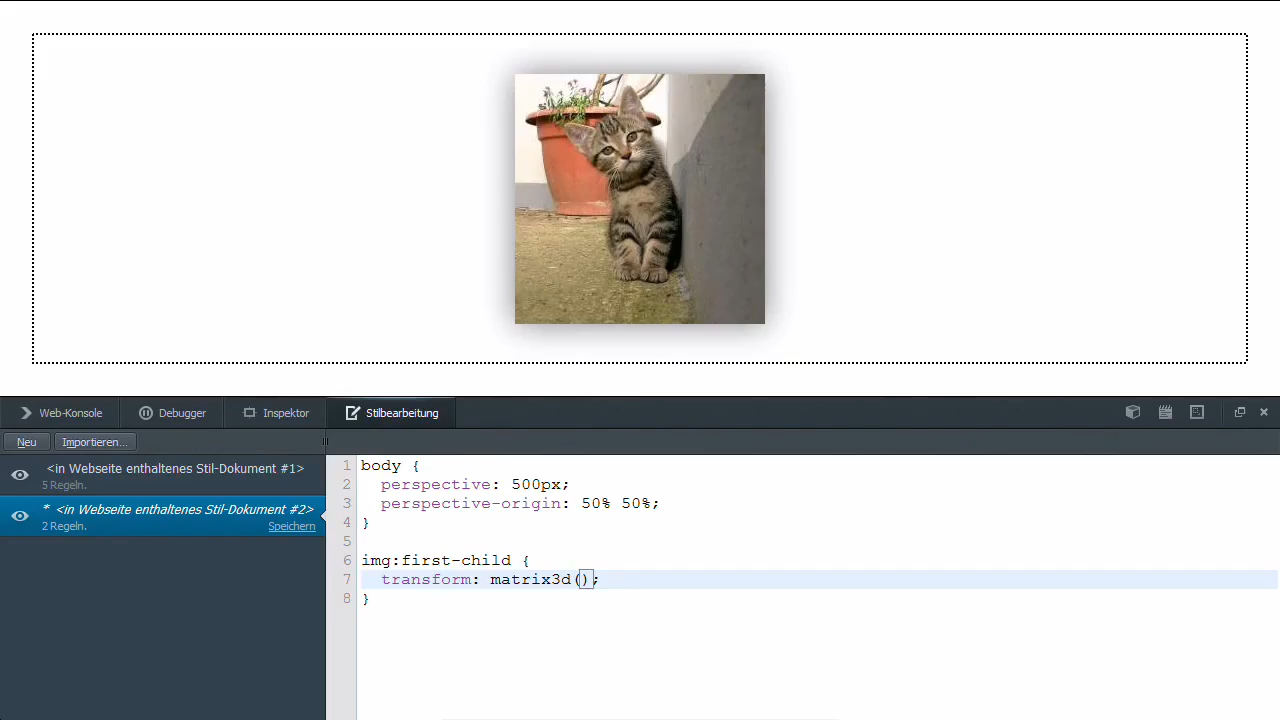 Web-Konsole Debugger Inspektor Stilbearbeitung
Neu Importieren...
<in Webseite enthaltenes Stil-Dokument #1>
5 Regeln.
* <in Webseite enthaltenes Stil-Dokument #2>
2 Regeln. Speichern
1 body {
2 perspective: 500px;
3 perspective-origin: 50% 50%;
4 }
5
6 img:first-child {
7 transform: matrix3d();
8 }